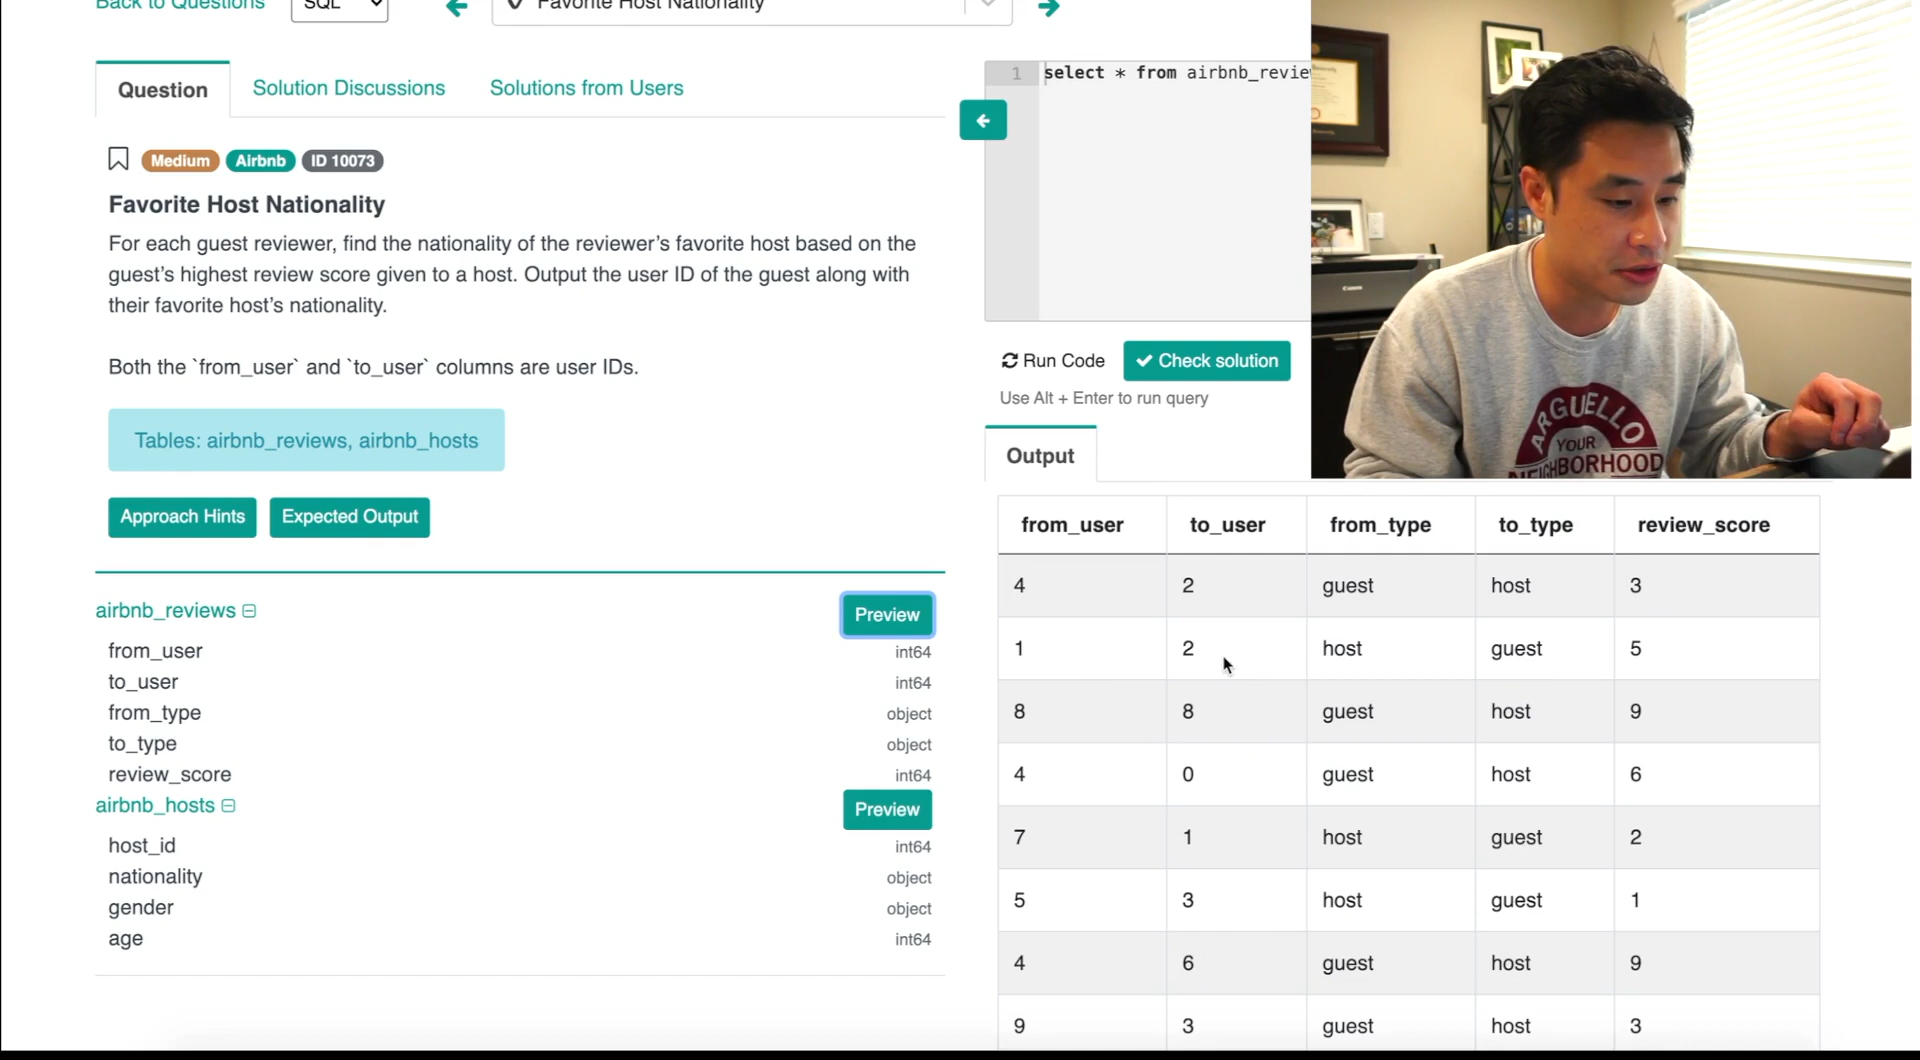 Back to Questions
SQL
Favorite Host Nationality
Question
Solution Discussions
Solutions from Users
Medium
Airbnb
ID 10073
Favorite Host Nationality
For each guest reviewer, find the nationality of the reviewer's favorite host based on the
guest's highest review score given to a host. Output the user ID of the guest along with
their favorite host's nationality.
Both the `from_user` and `to_user` columns are user IDs.
Tables: airbnb_reviews, airbnb_hosts
Approach Hints
Expected Output
airbnb_reviews
Preview
from_user int64
to_user int64
from_type object
to_type object
review_score int64
airbnb_hosts
Preview
host_id int64
nationality object
gender object
age int64
1 select * from airbnb_revie
Run Code
Check solution
Use Alt + Enter to run query
Output
from_user to_user from_type to_type review_score
4 2 guest host 3
1 2 host guest 5
8 8 guest host 9
4 0 guest host 6
7 1 host guest 2
5 3 host guest 1
4 6 guest host 9
9 3 guest host 3
Canon
ARGUELLO
YOUR
NEIGHBORHOOD